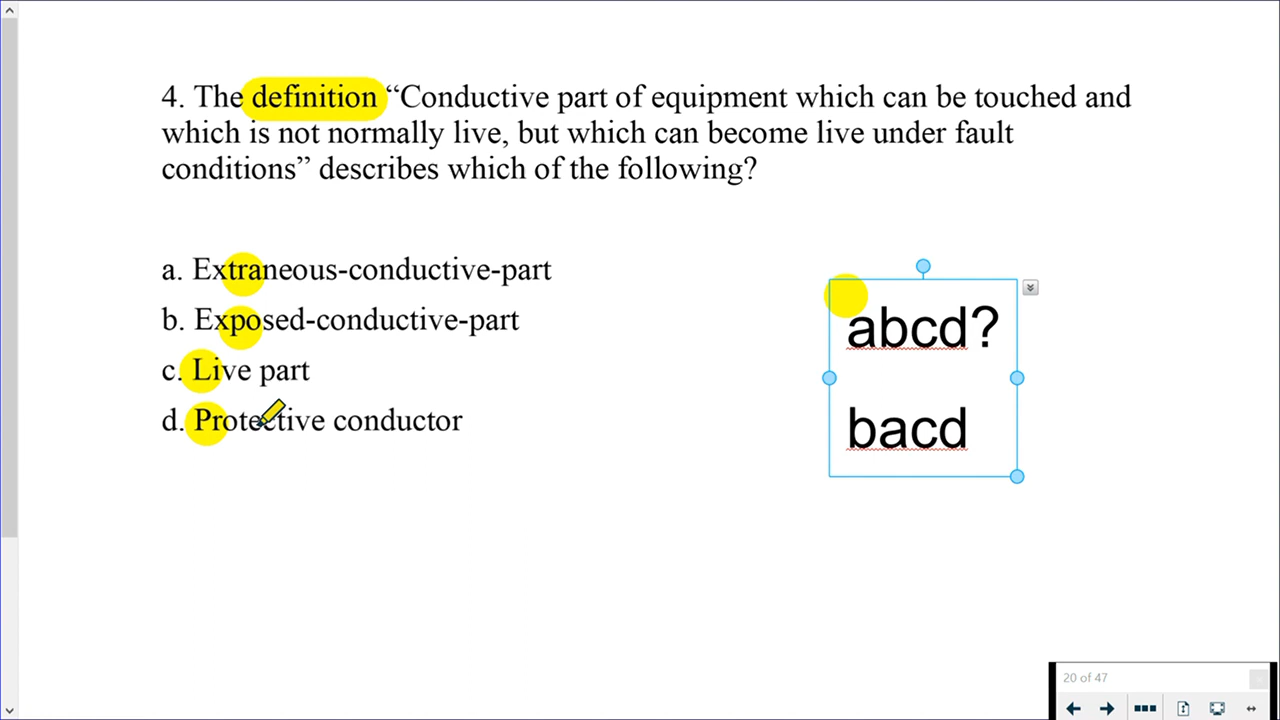 4. The definition “Conductive part of equipment which can be touched and
which is not normally live, but which can become live under fault
conditions” describes which of the following?
a. Extraneous-conductive-part
b. Exposed-conductive-part
c. Live part
d. Protective conductor
abcd?
bacd
20 of 47